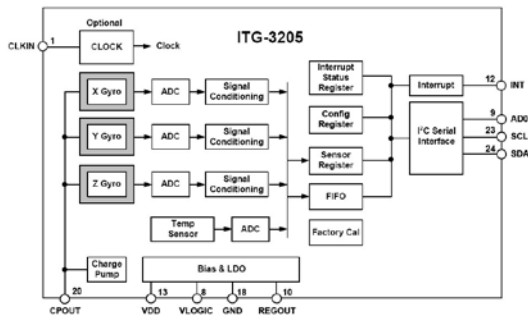 Optional
ITG-3205
CLKIN 1
CLOCK
Clock
X Gyro
ADC
Signal
Conditioning
Y Gyro
ADC
Signal
Conditioning
Z Gyro
ADC
Signal
Conditioning
Temp
Sensor
ADC
Interrupt
Status
Register
Config
Register
Sensor
Register
FIFO
Factory Cal
Interrupt
I²C Serial
Interface
12
INT
9
AD0
23
SCL
24
SDA
Charge
Pump
Bias & LDO
20 13 8 18 10
CPOUT VDD VLOGIC GND REGOUT